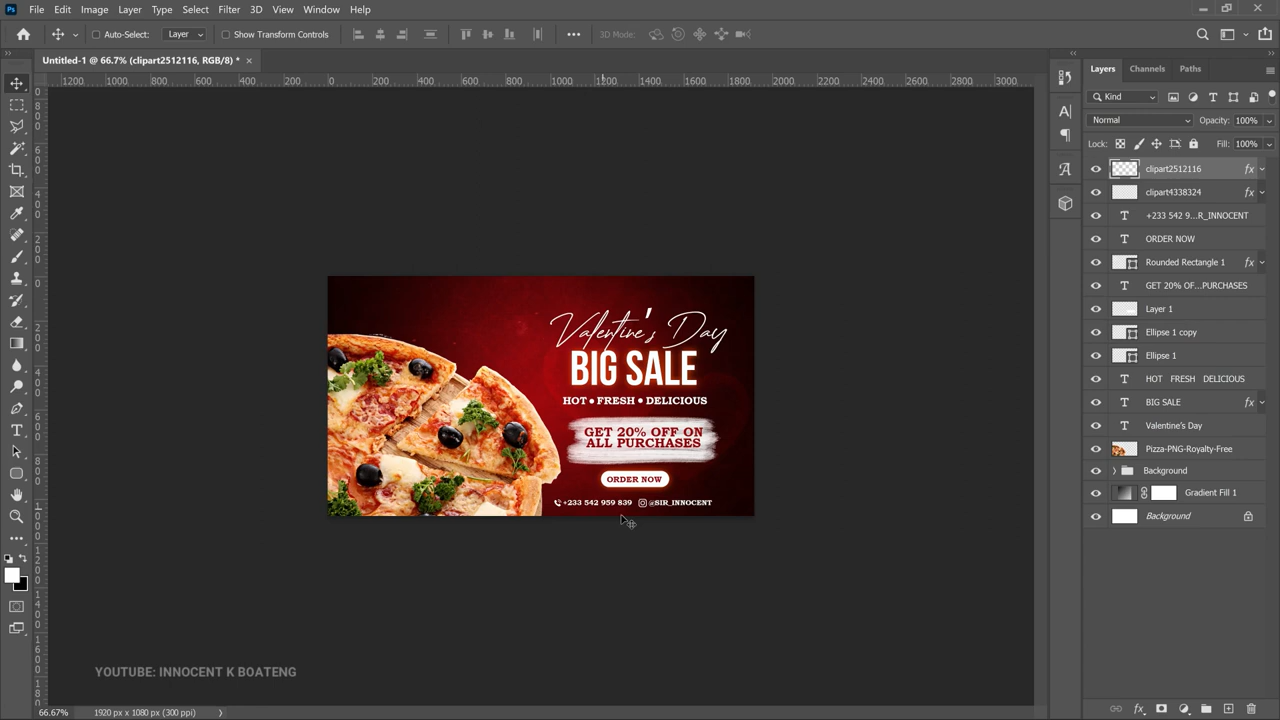 Ps File Edit Image Layer Type Select Filter 3D View Window Help
Auto-Select: Layer Show Transform Controls 3D Mode:
Untitled-1 @ 66.7% (clipart2512116, RGB/8) * ×
1200 1000 800 600 400 200 0 200 400 600 800 1000 1200 1400 1600 1800 2000 2200 2400 2600 2800 3000
Valentine's Day
BIG SALE
HOT • FRESH • DELICIOUS
GET 20% OFF ON
ALL PURCHASES
ORDER NOW
+233 542 959 839 @SIR_INNOCENT
YOUTUBE: INNOCENT K BOATENG
66.67% 1920 px x 1080 px (300 ppi)
Layers Channels Paths
Kind
Normal Opacity: 100%
Lock: Fill: 100%
clipart2512116 fx
clipart4338324 fx
+233 542 9...R_INNOCENT
ORDER NOW
Rounded Rectangle 1 fx
GET 20% OF...PURCHASES
Layer 1
Ellipse 1 copy
Ellipse 1
HOT FRESH DELICIOUS
BIG SALE fx
Valentine's Day
Pizza-PNG-Royalty-Free
Background
Gradient Fill 1
Background